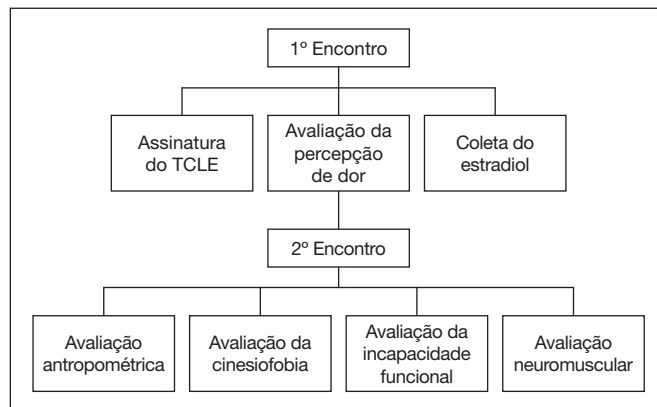 1º Encontro
Assinatura
do TCLE
Avaliação da
percepção
de dor
Coleta do
estradiol
2º Encontro
Avaliação
antropométrica
Avaliação da
cinesiofobia
Avaliação da
incapacidade
funcional
Avaliação
neuromuscular